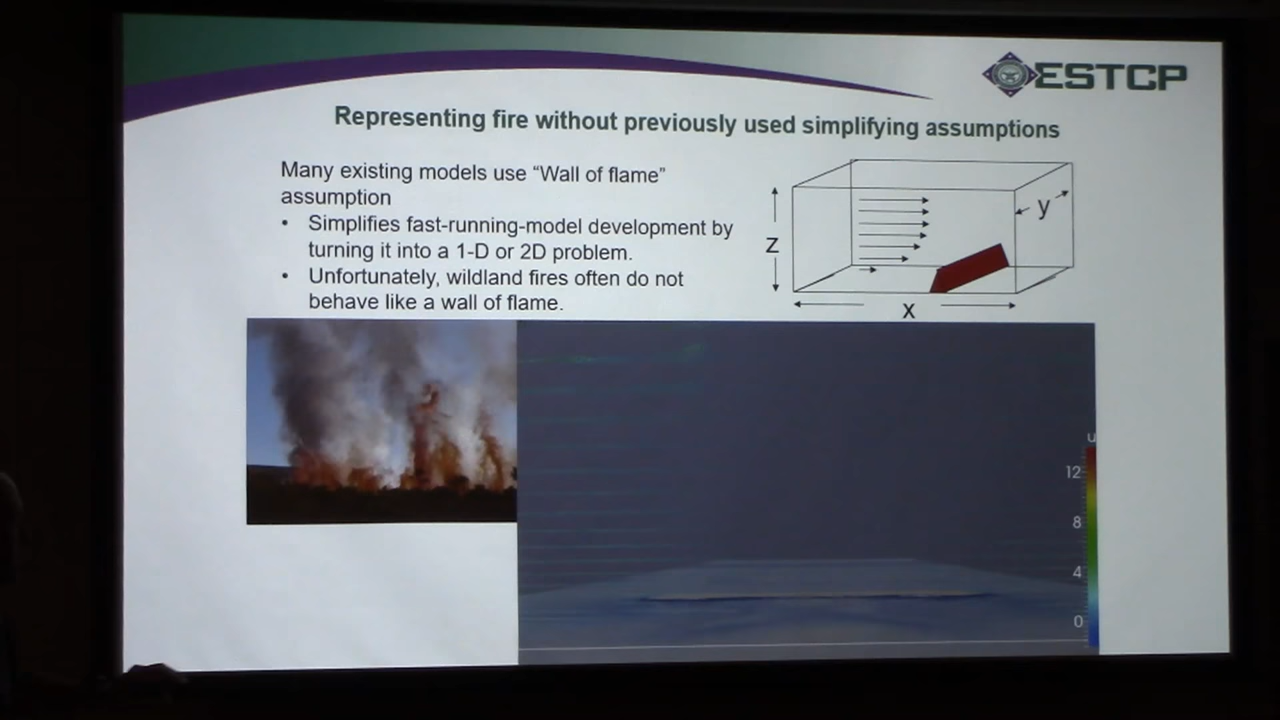 ESTCP
Representing fire without previously used simplifying assumptions
Many existing models use “Wall of flame”
assumption
• Simplifies fast-running-model development by
turning it into a 1-D or 2D problem.
• Unfortunately, wildland fires often do not
behave like a wall of flame.
y
Z
X
u
12
8
4
0